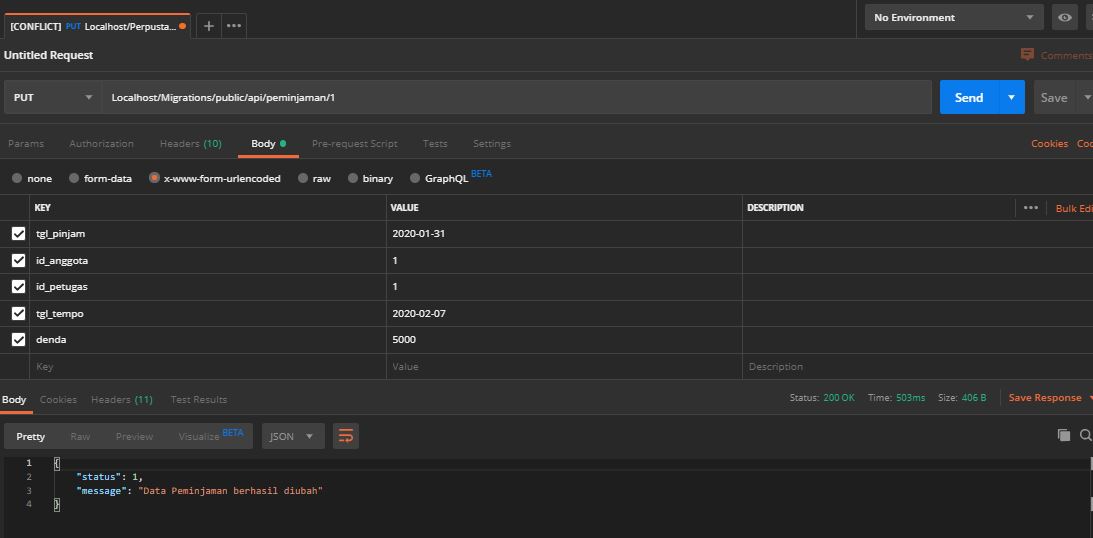 [CONFLICT] PUT Localhost/Perpusta... + ••• No Environment
Untitled Request Comments
PUT Localhost/Migrations/public/api/peminjaman/1 Send Save
Params Authorization Headers (10) Body Pre-request Script Tests Settings Cookies Coo
none form-data x-www-form-urlencoded raw binary GraphQL BETA
KEY VALUE DESCRIPTION ••• Bulk Edi
tgl_pinjam 2020-01-31
id_anggota 1
id_petugas 1
tgl_tempo 2020-02-07
denda 5000
Key Value Description
Body Cookies Headers (11) Test Results Status: 200 OK Time: 503ms Size: 406 B Save Response
Pretty Raw Preview Visualize BETA JSON
1 {
2 "status": 1,
3 "message": "Data Peminjaman berhasil diubah"
4 }